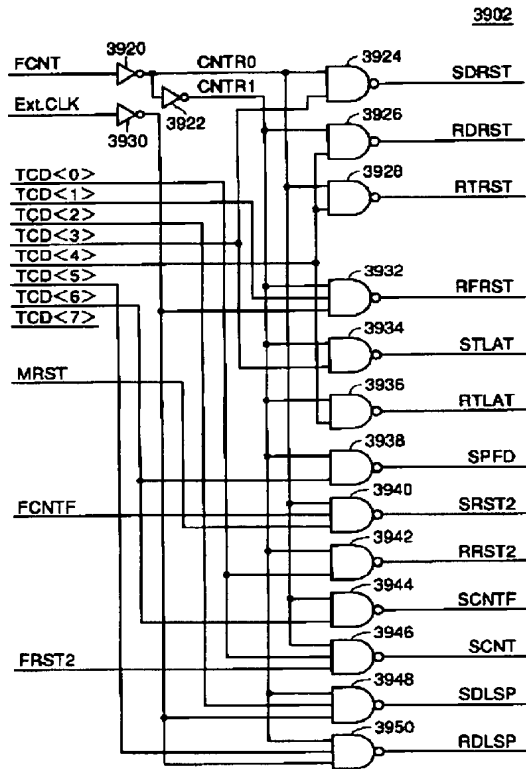 3902
3920
FCNT
CNTR0
3924
SDRST
CNTR1
3922
Ext.CLK
3930
3926
RDRST
3928
RTRST
TCD<0>
TCD<1>
TCD<2>
TCD<3>
TCD<4>
TCD<5>
TCD<6>
TCD<7>
3932
RFRST
3934
STLAT
MRST
3936
RTLAT
3938
SPFD
FCNTF
3940
SRST2
3942
RRST2
3944
SCNTF
3946
SCNT
FRST2
3948
SDLSP
3950
RDLSP